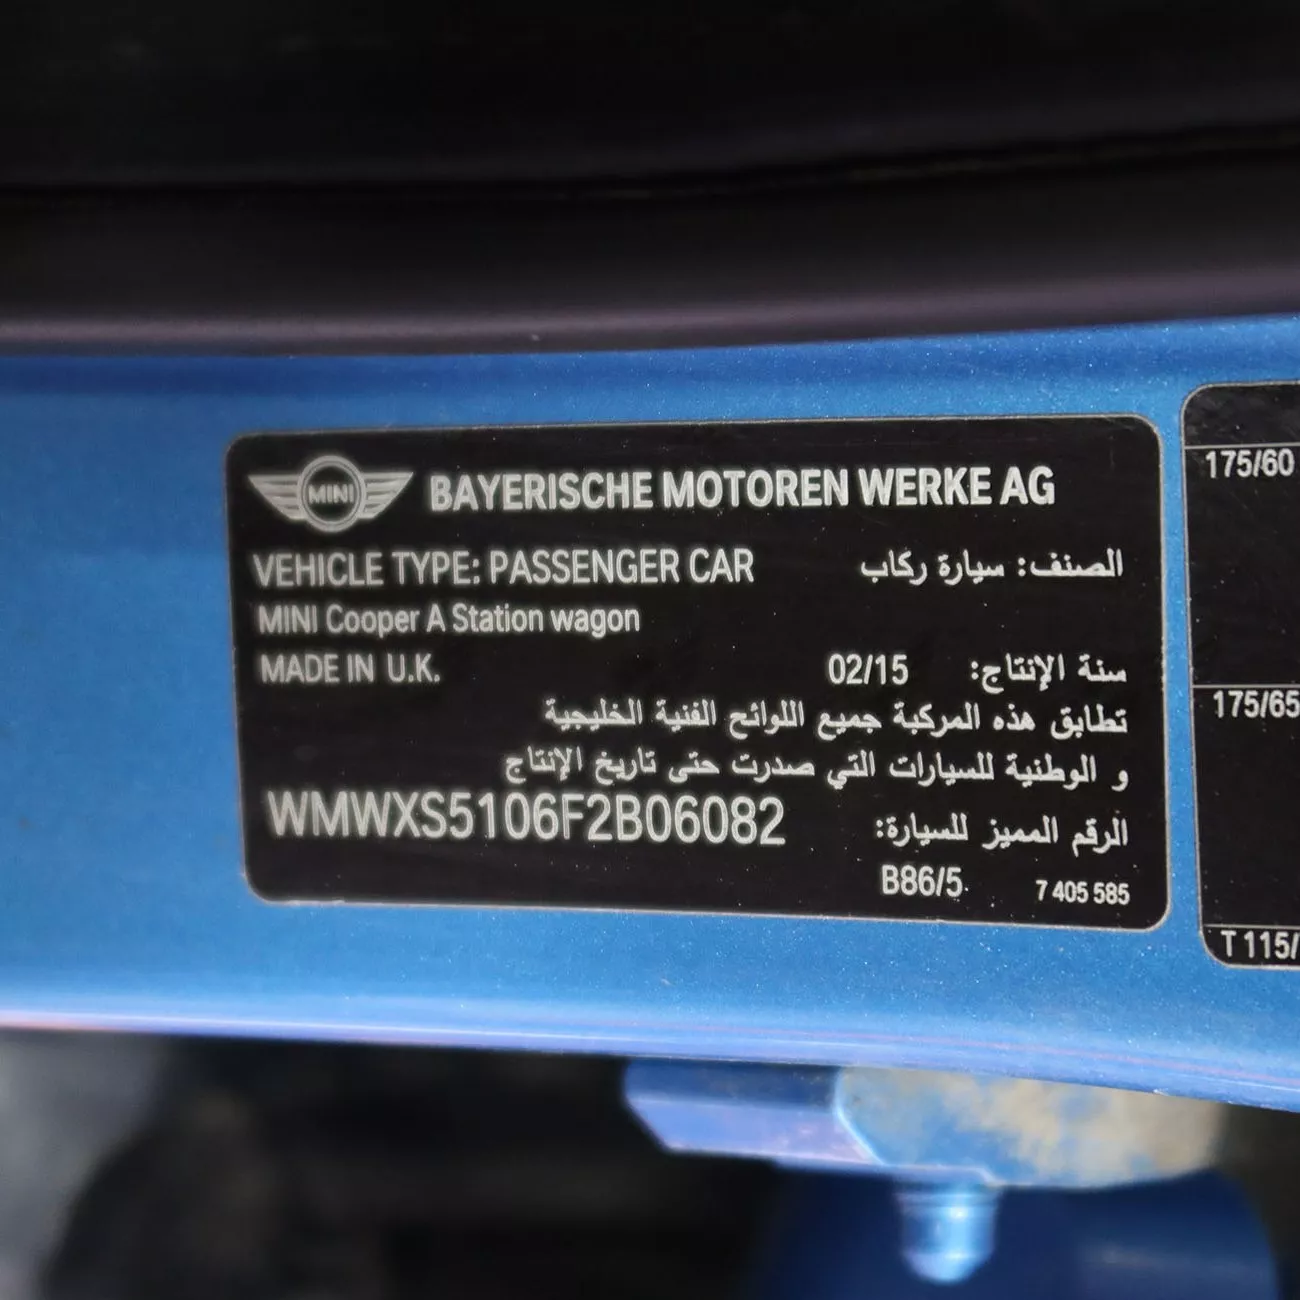 MINI BAYERISCHE MOTOREN WERKE AG
VEHICLE TYPE: PASSENGER CAR الصنف: سيارة ركاب
MINI Cooper A Station wagon
MADE IN U.K. سنة الإنتاج: 02/15
تطابق هذه المركبة جميع اللوائح الفنية الخليجية
و الوطنية للسيارات التي صدرت حتى تاريخ الإنتاج
WMWXS5106F2B06082 الرقم المميز للسيارة:
B86/5 7 405 585
175/60
175/65
T 115/